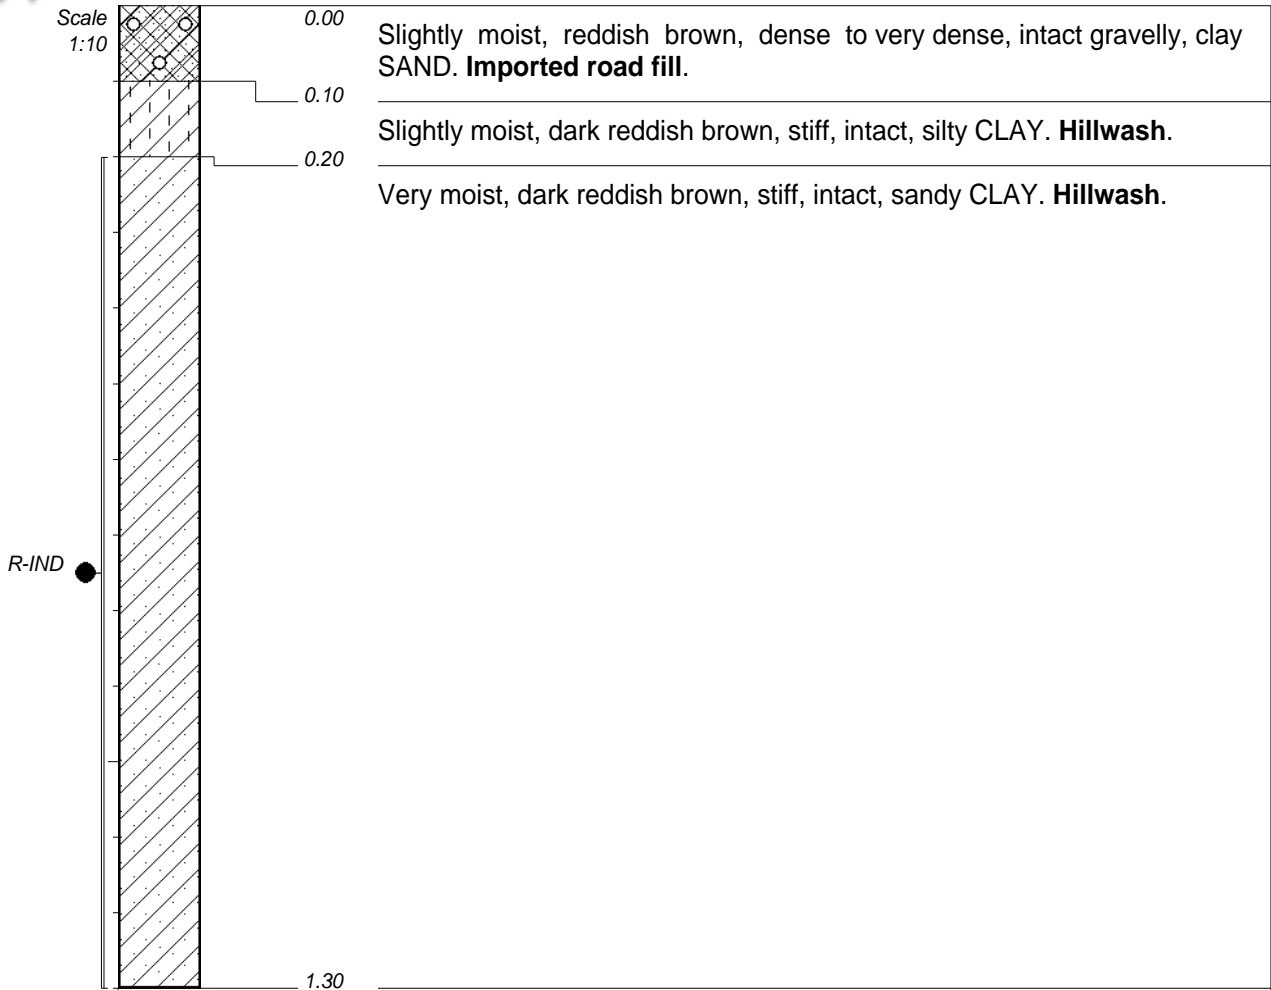 Scale
1:10
0.00
Slightly moist, reddish brown, dense to very dense, intact gravelly, clay
SAND. Imported road fill.
0.10
Slightly moist, dark reddish brown, stiff, intact, silty CLAY. Hillwash.
0.20
Very moist, dark reddish brown, stiff, intact, sandy CLAY. Hillwash.
R-IND
1.30